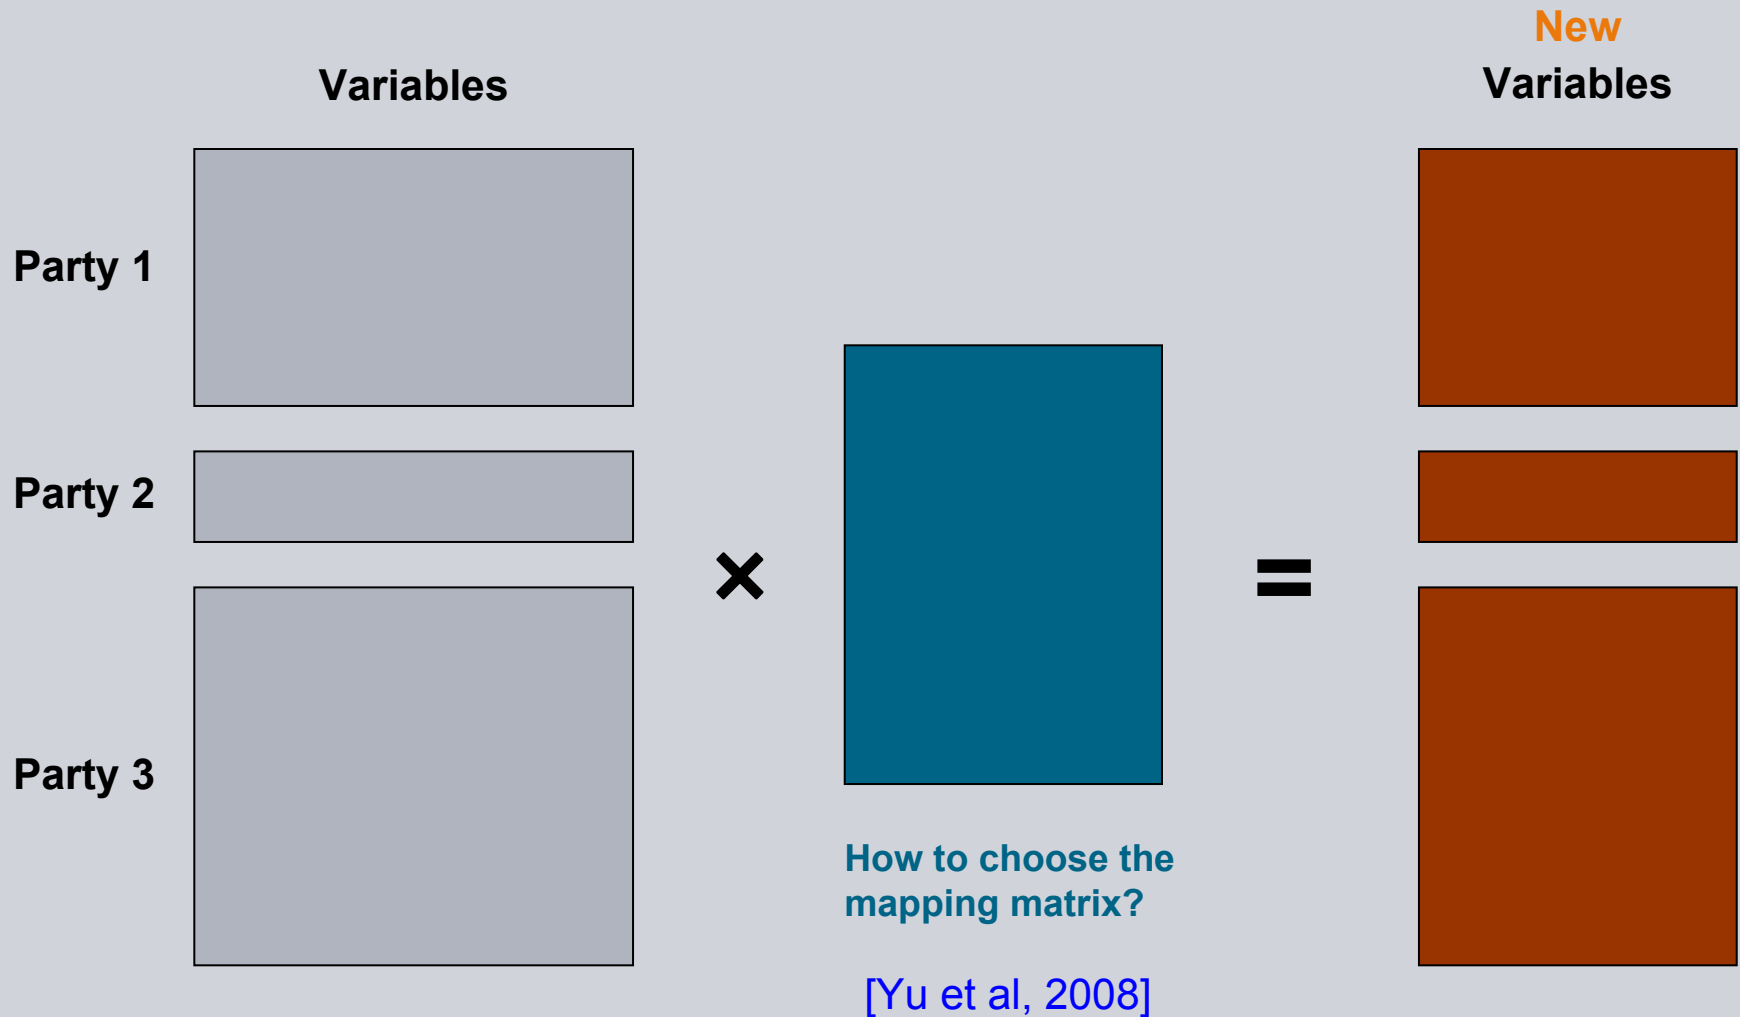 Variables
New
Variables
Party 1
Party 2
×
=
Party 3
How to choose the
mapping matrix?
[Yu et al, 2008]